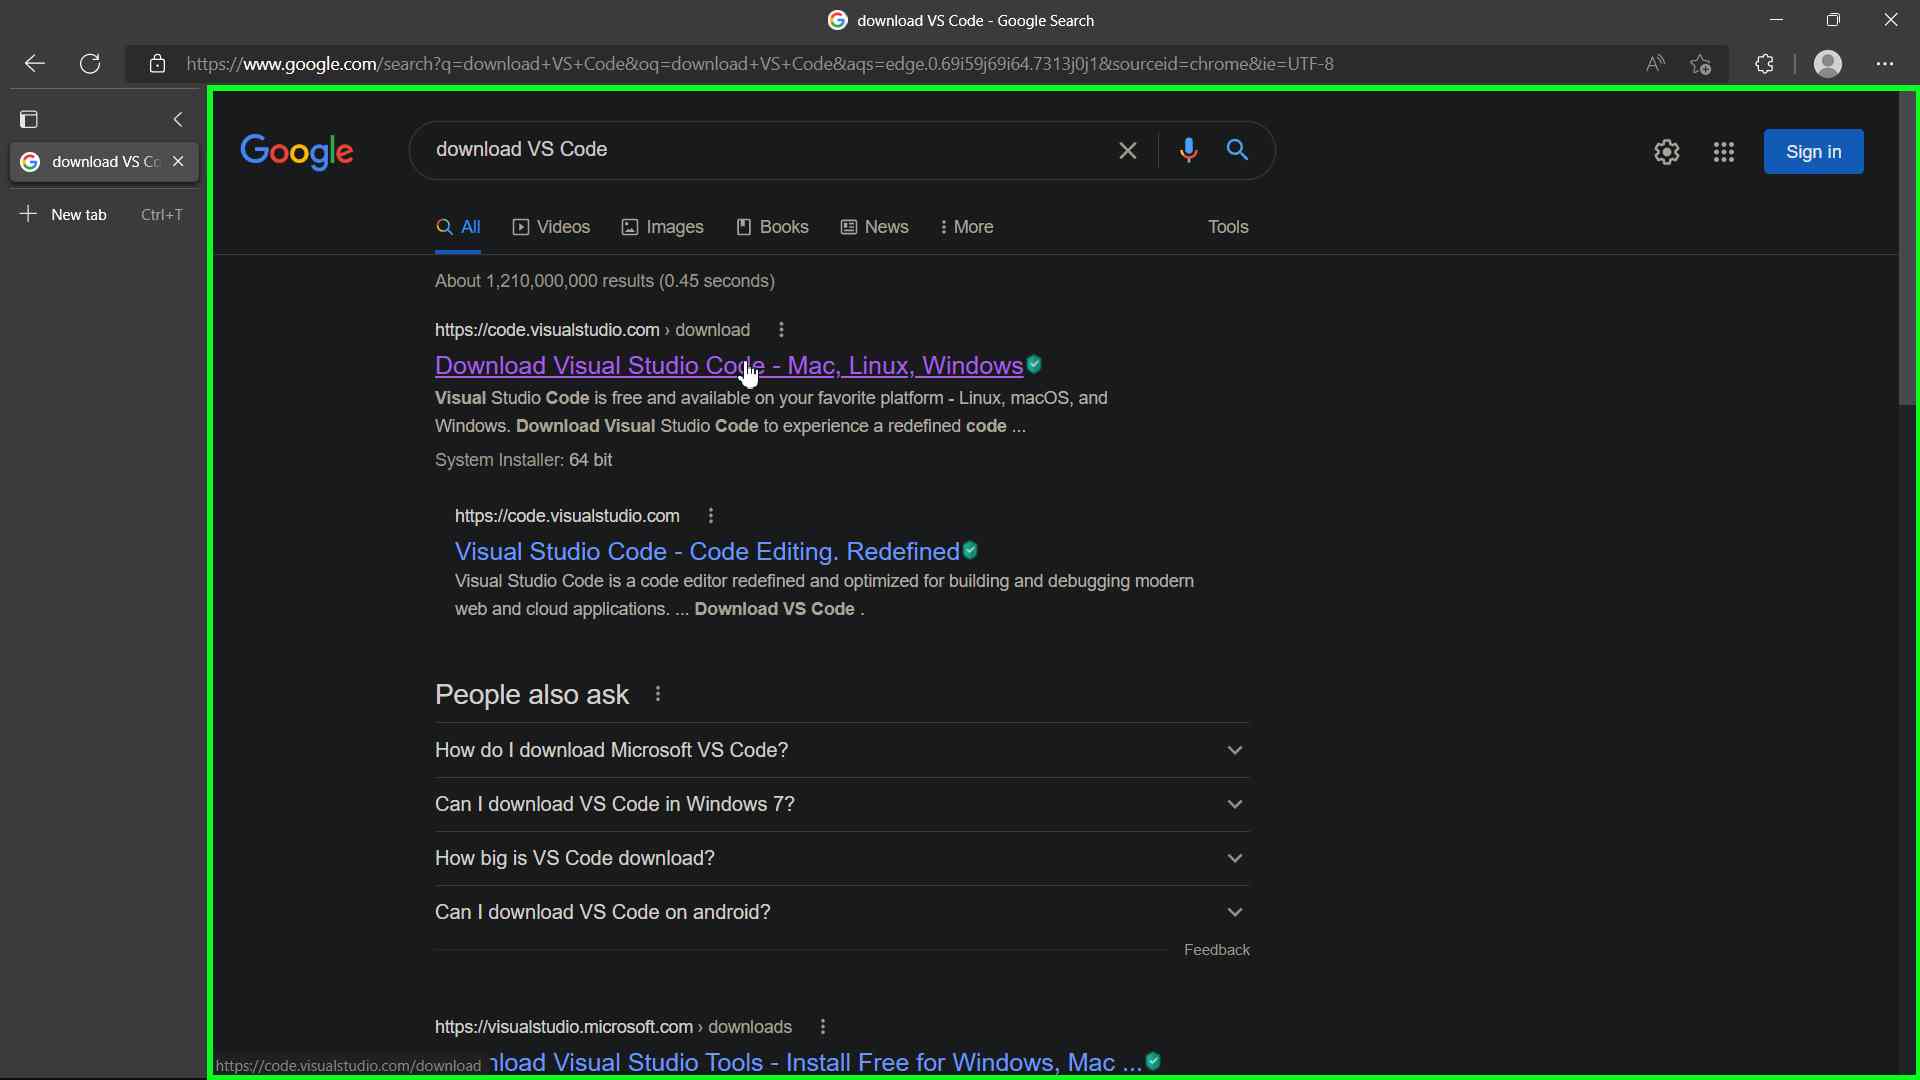 download VS Code - Google Search
https://www.google.com/search?q=download+VS+Code&oq=download+VS+Code&aqs=edge.0.69i59j69i64.7313j0j1&sourceid=chrome&ie=UTF-8
download VS Co
New tab Ctrl+T
Google
download VS Code
Sign in
All Videos Images Books News More Tools
About 1,210,000,000 results (0.45 seconds)
https://code.visualstudio.com › download
Download Visual Studio Code - Mac, Linux, Windows
Visual Studio Code is free and available on your favorite platform - Linux, macOS, and
Windows. Download Visual Studio Code to experience a redefined code ...
System Installer: 64 bit
https://code.visualstudio.com
Visual Studio Code - Code Editing. Redefined
Visual Studio Code is a code editor redefined and optimized for building and debugging modern
web and cloud applications. ... Download VS Code .
People also ask
How do I download Microsoft VS Code?
Can I download VS Code in Windows 7?
How big is VS Code download?
Can I download VS Code on android?
Feedback
https://visualstudio.microsoft.com › downloads
https://code.visualstudio.com/download
nload Visual Studio Tools - Install Free for Windows, Mac ...